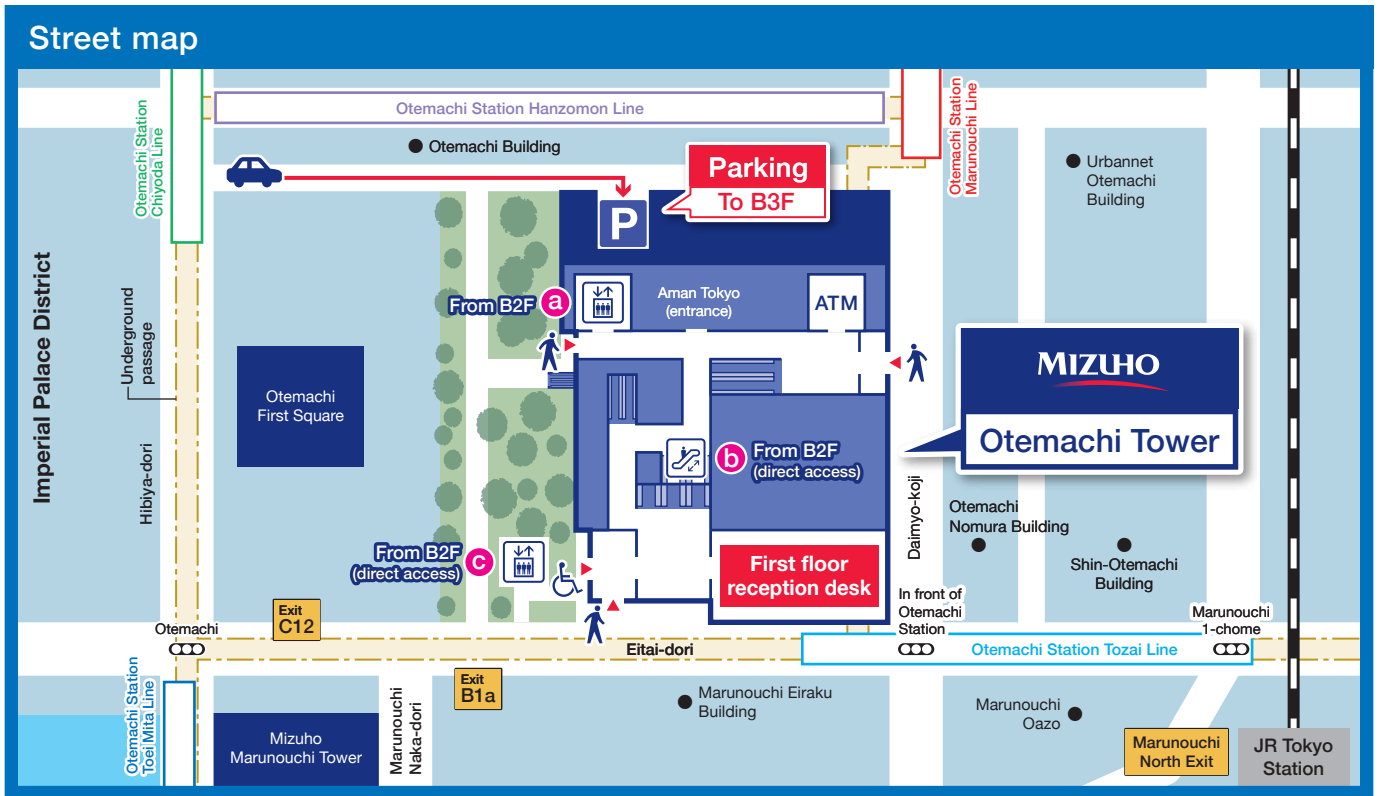 Street map
Otemachi Station
Chiyoda Line
Otemachi Station Hanzomon Line
Otemachi Station
Marunouchi Line
Otemachi Building
Parking
To B3F
P
Urbannet
Otemachi
Building
Imperial Palace District
Underground
passage
Hibiya-dori
From B2F
a
Aman Tokyo
(entrance)
ATM
MIZUHO
Otemachi Tower
Otemachi
First Square
b
From B2F
(direct access)
Daimyo-koji
Otemachi
Nomura Building
Shin-Otemachi
Building
From B2F
(direct access)
c
First floor
reception desk
In front of
Otemachi
Station
Marunouchi
1-chome
Otemachi
Exit
C12
Eitai-dori
Otemachi Station Tozai Line
Otemachi Station
Toei Mita Line
Exit
B1a
Mizuho
Marunouchi Tower
Marunouchi
Naka-dori
Marunouchi Eiraku
Building
Marunouchi
Oazo
Marunouchi
North Exit
JR Tokyo
Station